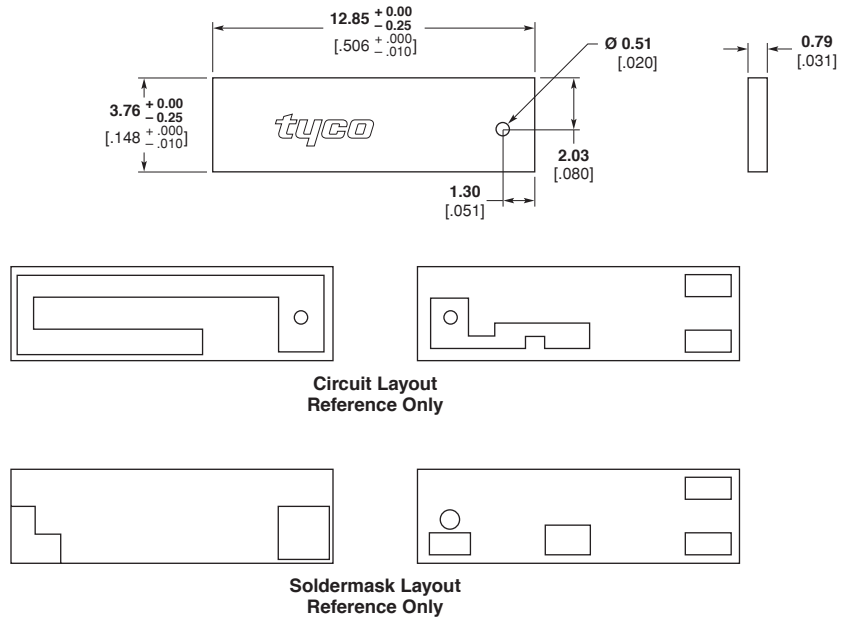 12.85 + 0.00 − 0.25
[.506 + .000 − .010]
Ø 0.51
[.020]
0.79
[.031]
3.76 + 0.00 − 0.25
[.148 + .000 − .010]
tyco
2.03
[.080]
1.30
[.051]
Circuit Layout
Reference Only
Soldermask Layout
Reference Only